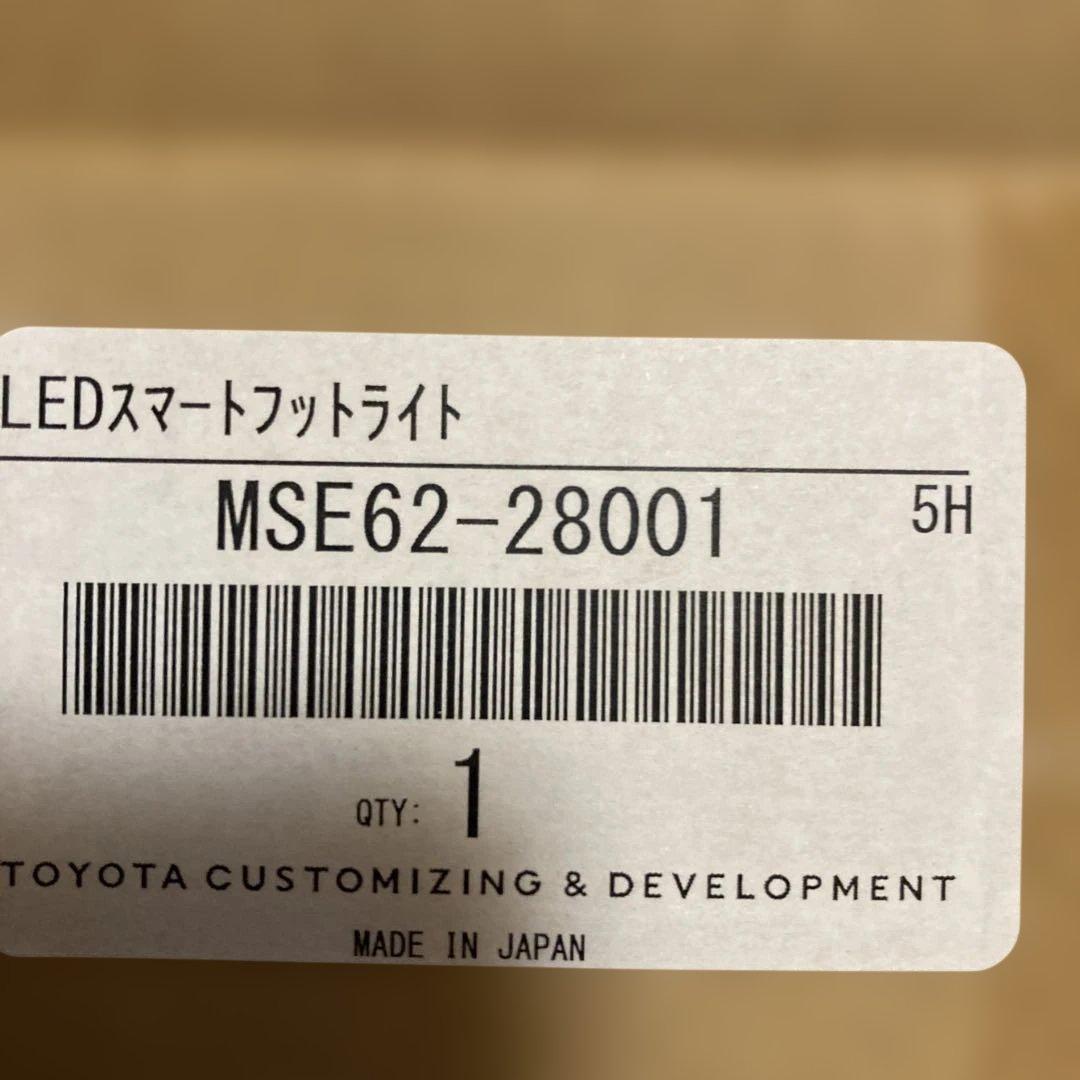 LEDスマートフットライト
MSE62-28001 5H
QTY: 1
TOYOTA CUSTOMIZING & DEVELOPMENT
MADE IN JAPAN